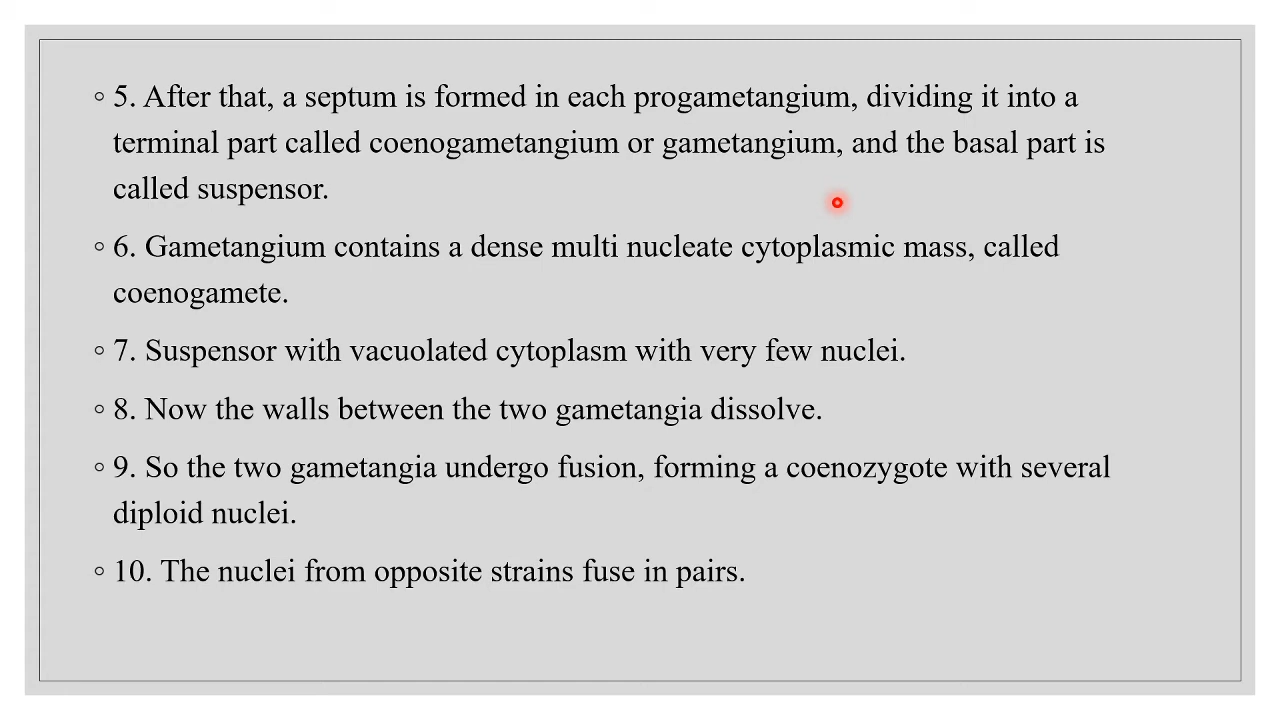 ◦ 5. After that, a septum is formed in each progametangium, dividing it into a
terminal part called coenogametangium or gametangium, and the basal part is
called suspensor.
◦ 6. Gametangium contains a dense multi nucleate cytoplasmic mass, called
coenogamete.
◦ 7. Suspensor with vacuolated cytoplasm with very few nuclei.
◦ 8. Now the walls between the two gametangia dissolve.
◦ 9. So the two gametangia undergo fusion, forming a coenozygote with several
diploid nuclei.
◦ 10. The nuclei from opposite strains fuse in pairs.